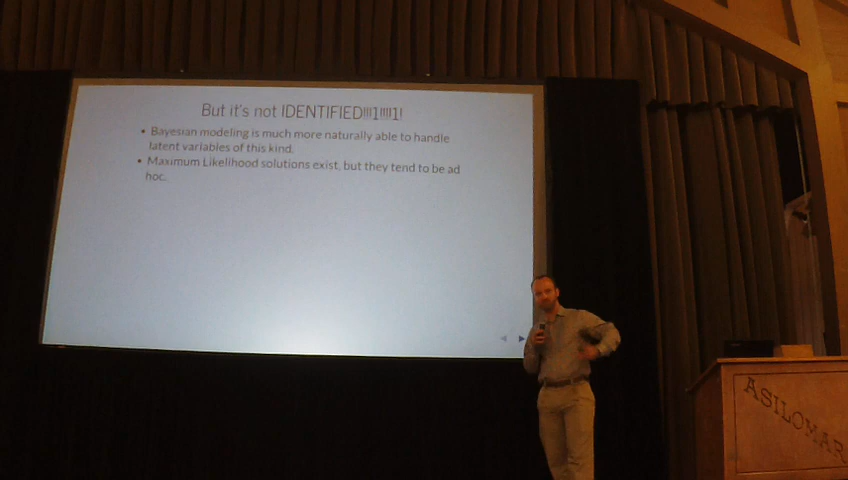 But it's not IDENTIFIED!!!1!!!!1!
• Bayesian modeling is much more naturally able to handle
latent variables of this kind.
• Maximum Likelihood solutions exist, but they tend to be ad
hoc.
ASILOMAR